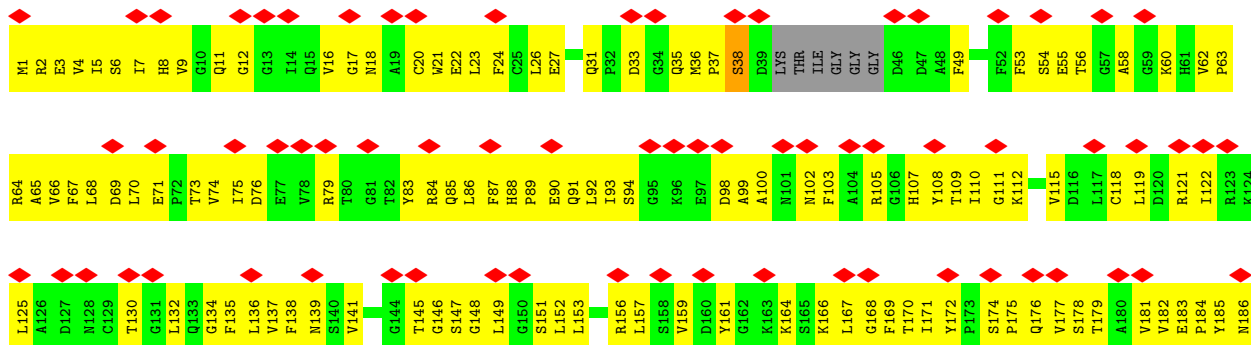 M1 R2 E3 V4 I5 S6 I7 H8 V9 G10 Q11 G12 G13 I14 Q15 V16 G17 N18 A19 C20 W21 E22 L23 F24 C25 L26 E27 Q31 P32 D33 G34 Q35 M36 P37 S38 D39 LYS THR ILE GLY GLY GLY D46 D47 A48 F49 F52 F53 S54 E55 T56 G57 A58 G59 K60 H61 V62 P63
R64 A65 V66 F67 L68 D69 L70 E71 P72 T73 V74 I75 D76 E77 V78 R79 T80 G81 T82 Y83 R84 Q85 L86 F87 H88 P89 E90 Q91 L92 I93 S94 G95 K96 E97 D98 A99 A100 N101 N102 F103 A104 R105 G106 H107 Y108 T109 I110 G111 K112 V115 D116 L117 C118 L119 D120 R121 I122 R123 K124
L125 A126 D127 N128 C129 T130 G131 L132 Q133 G134 F135 L136 V137 F138 N139 S140 V141 G144 T145 G146 S147 G148 L149 G150 S151 L152 L153 R156 L157 S158 V159 D160 Y161 G162 K163 K164 S165 K166 L167 G168 F169 T170 I171 Y172 P173 S174 P175 Q176 V177 S178 T179 A180 V181 V182 E183 P184 Y185 N186